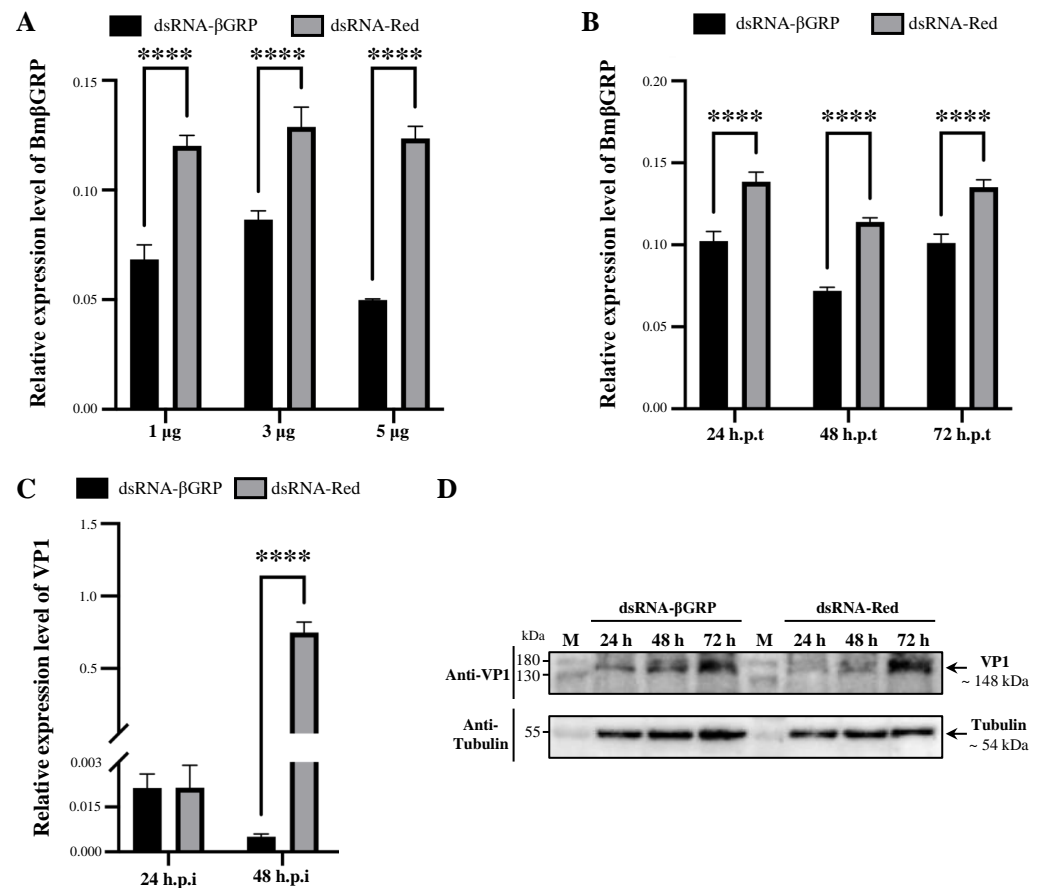 A
dsRNA-βGRP dsRNA-Red
**** **** ****
Relative expression level of BmβGRP
0.15
0.10
0.05
0.00
1 μg 3 μg 5 μg
B
dsRNA-βGRP dsRNA-Red
**** **** ****
Relative expression level of BmβGRP
0.20
0.15
0.10
0.05
0.00
24 h.p.t 48 h.p.t 72 h.p.t
C
dsRNA-βGRP dsRNA-Red
****
Relative expression level of VP1
1.5
1.0
0.5
0.003
0.015
0.000
24 h.p.i 48 h.p.i
D
dsRNA-βGRP dsRNA-Red
kDa M 24 h 48 h 72 h M 24 h 48 h 72 h
Anti-VP1
180
130
VP1
~ 148 kDa
Anti-
Tubulin
55
Tubulin
~ 54 kDa